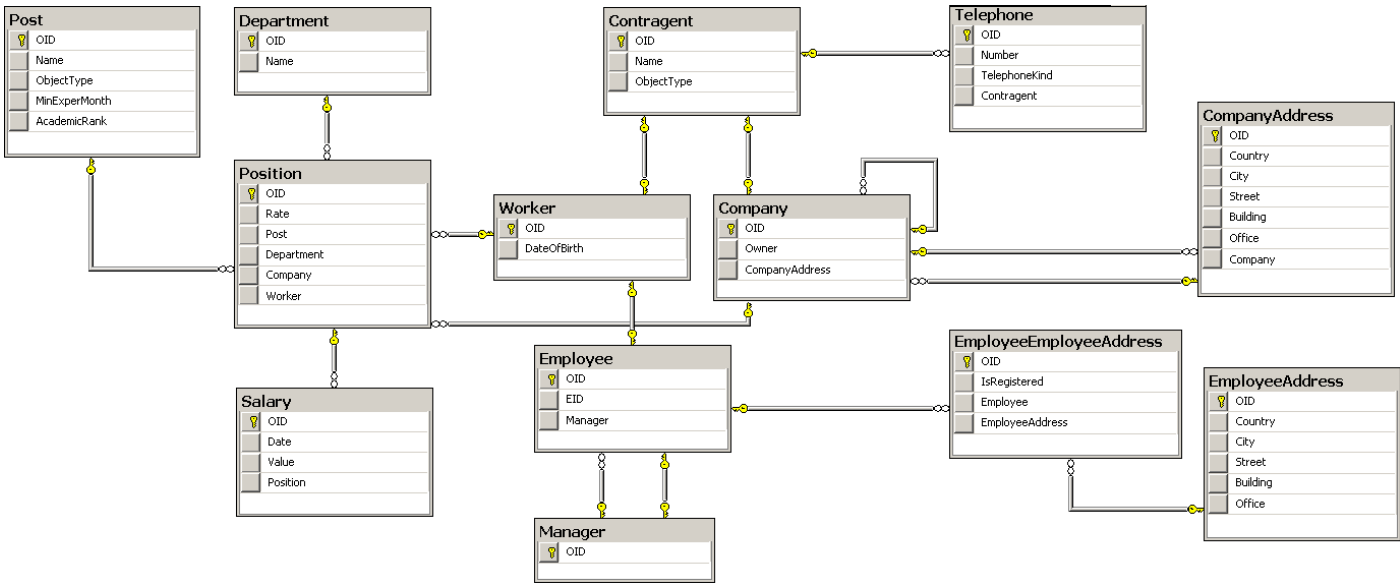 Post
OID
Name
ObjectType
MinExperMonth
AcademicRank
Department
OID
Name
Contragent
OID
Name
ObjectType
Telephone
OID
Number
TelephoneKind
Contragent
CompanyAddress
OID
Country
City
Street
Building
Office
Company
Position
OID
Rate
Post
Department
Company
Worker
Worker
OID
DateOfBirth
Company
OID
Owner
CompanyAddress
Salary
OID
Date
Value
Position
Employee
OID
EID
Manager
EmployeeEmployeeAddress
OID
IsRegistered
Employee
EmployeeAddress
EmployeeAddress
OID
Country
City
Street
Building
Office
Manager
OID